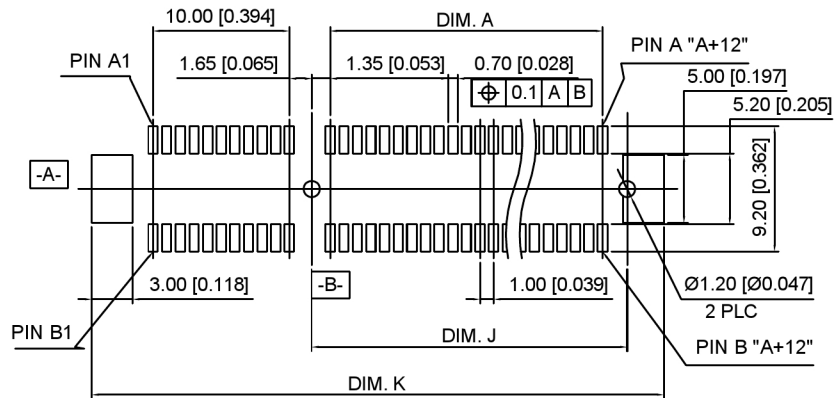 10.00 [0.394]
DIM. A
PIN A1
1.65 [0.065]
1.35 [0.053]
0.70 [0.028]
PIN A "A+12"
0.1 A B
5.00 [0.197]
5.20 [0.205]
-A-
9.20 [0.362]
3.00 [0.118]
-B-
1.00 [0.039]
Ø1.20 [Ø0.047]
2 PLC
PIN B1
DIM. J
PIN B "A+12"
DIM. K